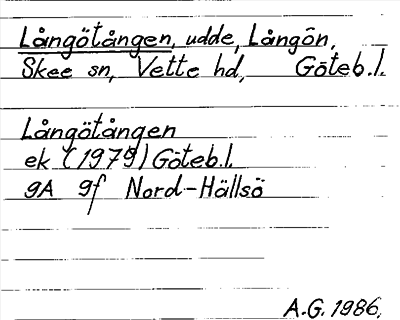 Långötången, udde, Långön,
Skee sn, Vette hd, Göteb.l.
Långötången
ek (1979) Göteb.l.
9A 9f Nord-Hällsö
A.G. 1986.